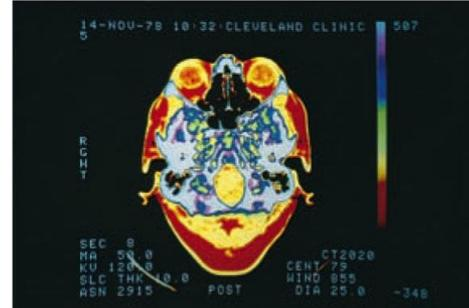 14-NOV-78 10:32:CLEVELAND CLINIC
507
5
R
G
H
T
SEC 8
MA 50.0
KV 120.0
SLC THK 10.0
ASN 2915
POST
CT2020
CENT 79
WIND 855
DIA 25.0
-348